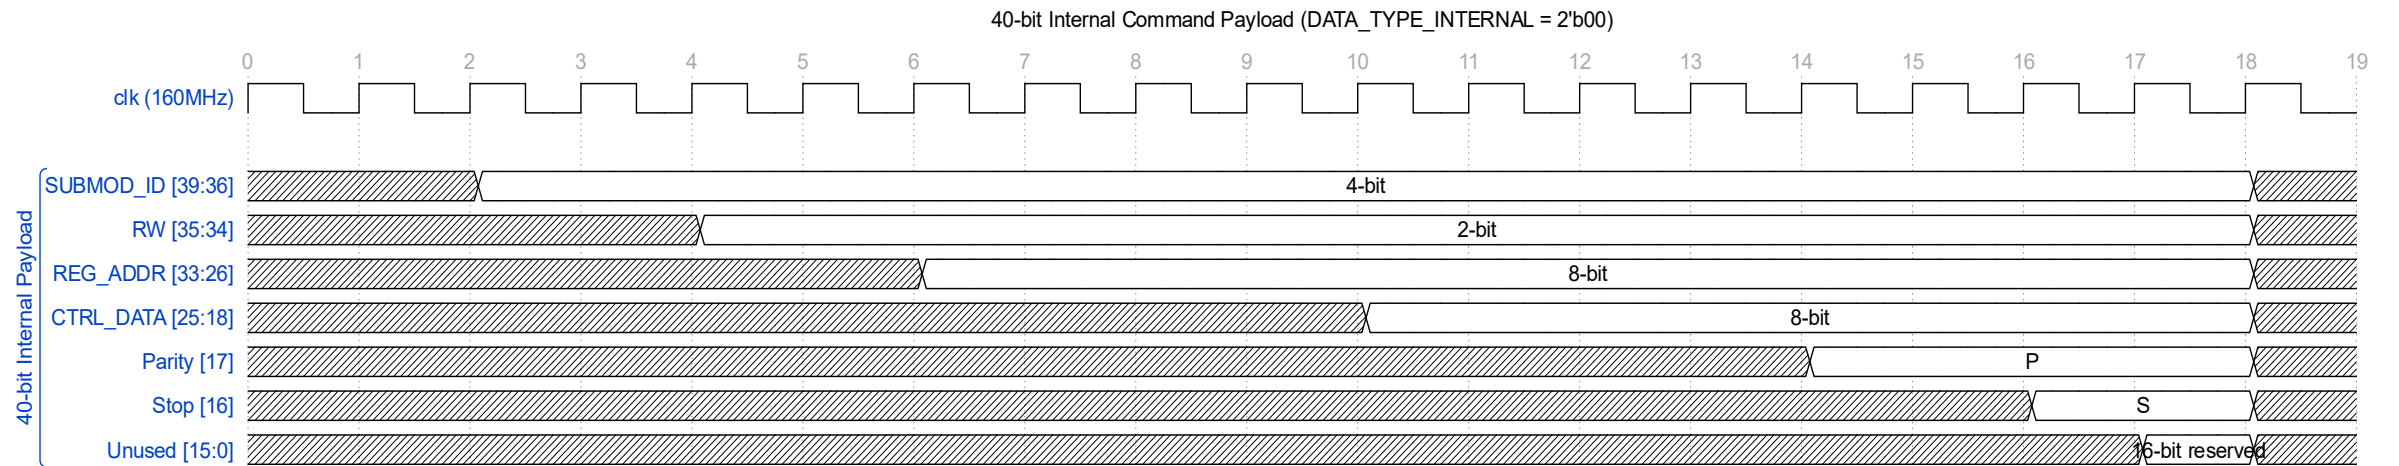 40-bit Internal Command Payload (DATA_TYPE_INTERNAL = 2'b00)
0 1 2 3 4 5 6 7 8 9 10 11 12 13 14 15 16 17 18 19
clk (160MHz)
40-bit Internal Payload
SUBMOD_ID [39:36] 4-bit
RW [35:34] 2-bit
REG_ADDR [33:26] 8-bit
CTRL_DATA [25:18] 8-bit
Parity [17] P
Stop [16] S
Unused [15:0] 16-bit reserved